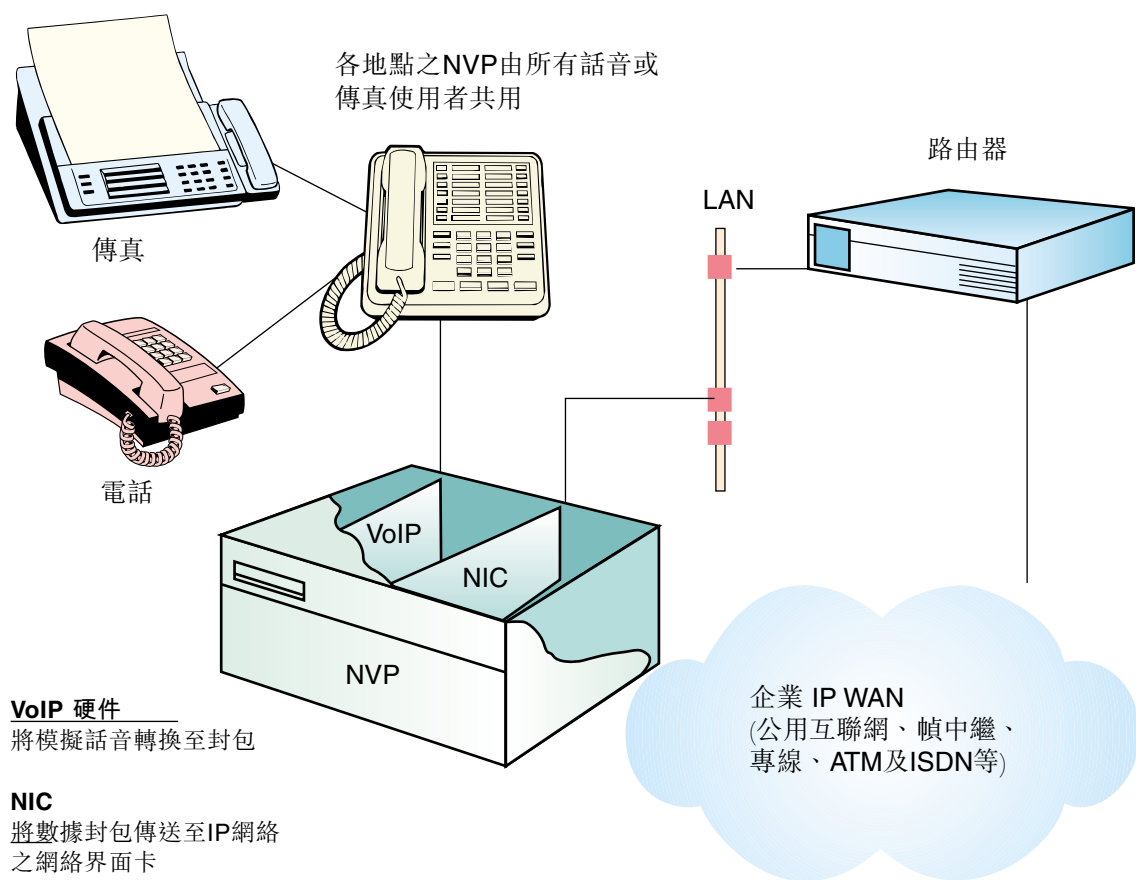 各地點之NVP由所有話音或
傳真使用者共用
路由器
LAN
傳真
電話
VoIP
NIC
NVP
VoIP 硬件
將模擬話音轉換至封包
NIC
將數據封包傳送至IP網絡
之網絡界面卡
企業 IP WAN
(公用互聯網、幀中繼、
專線、ATM及ISDN等)